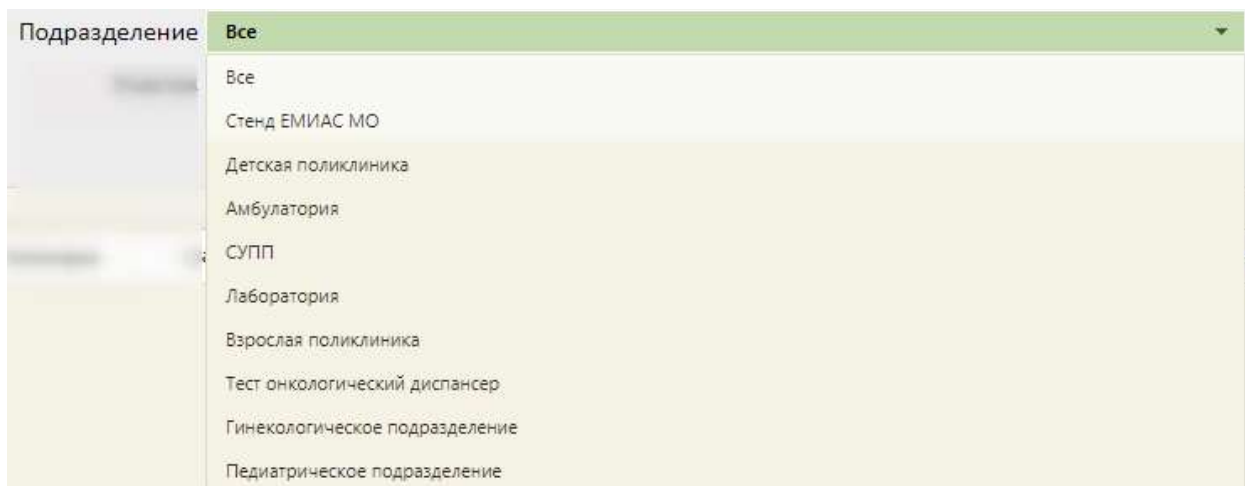 Подразделение Все
Все
Стенд ЕМИАС МО
Детская поликлиника
Амбулатория
СУПП
Лаборатория
Взрослая поликлиника
Тест онкологический диспансер
Гинекологическое подразделение
Педиатрическое подразделение